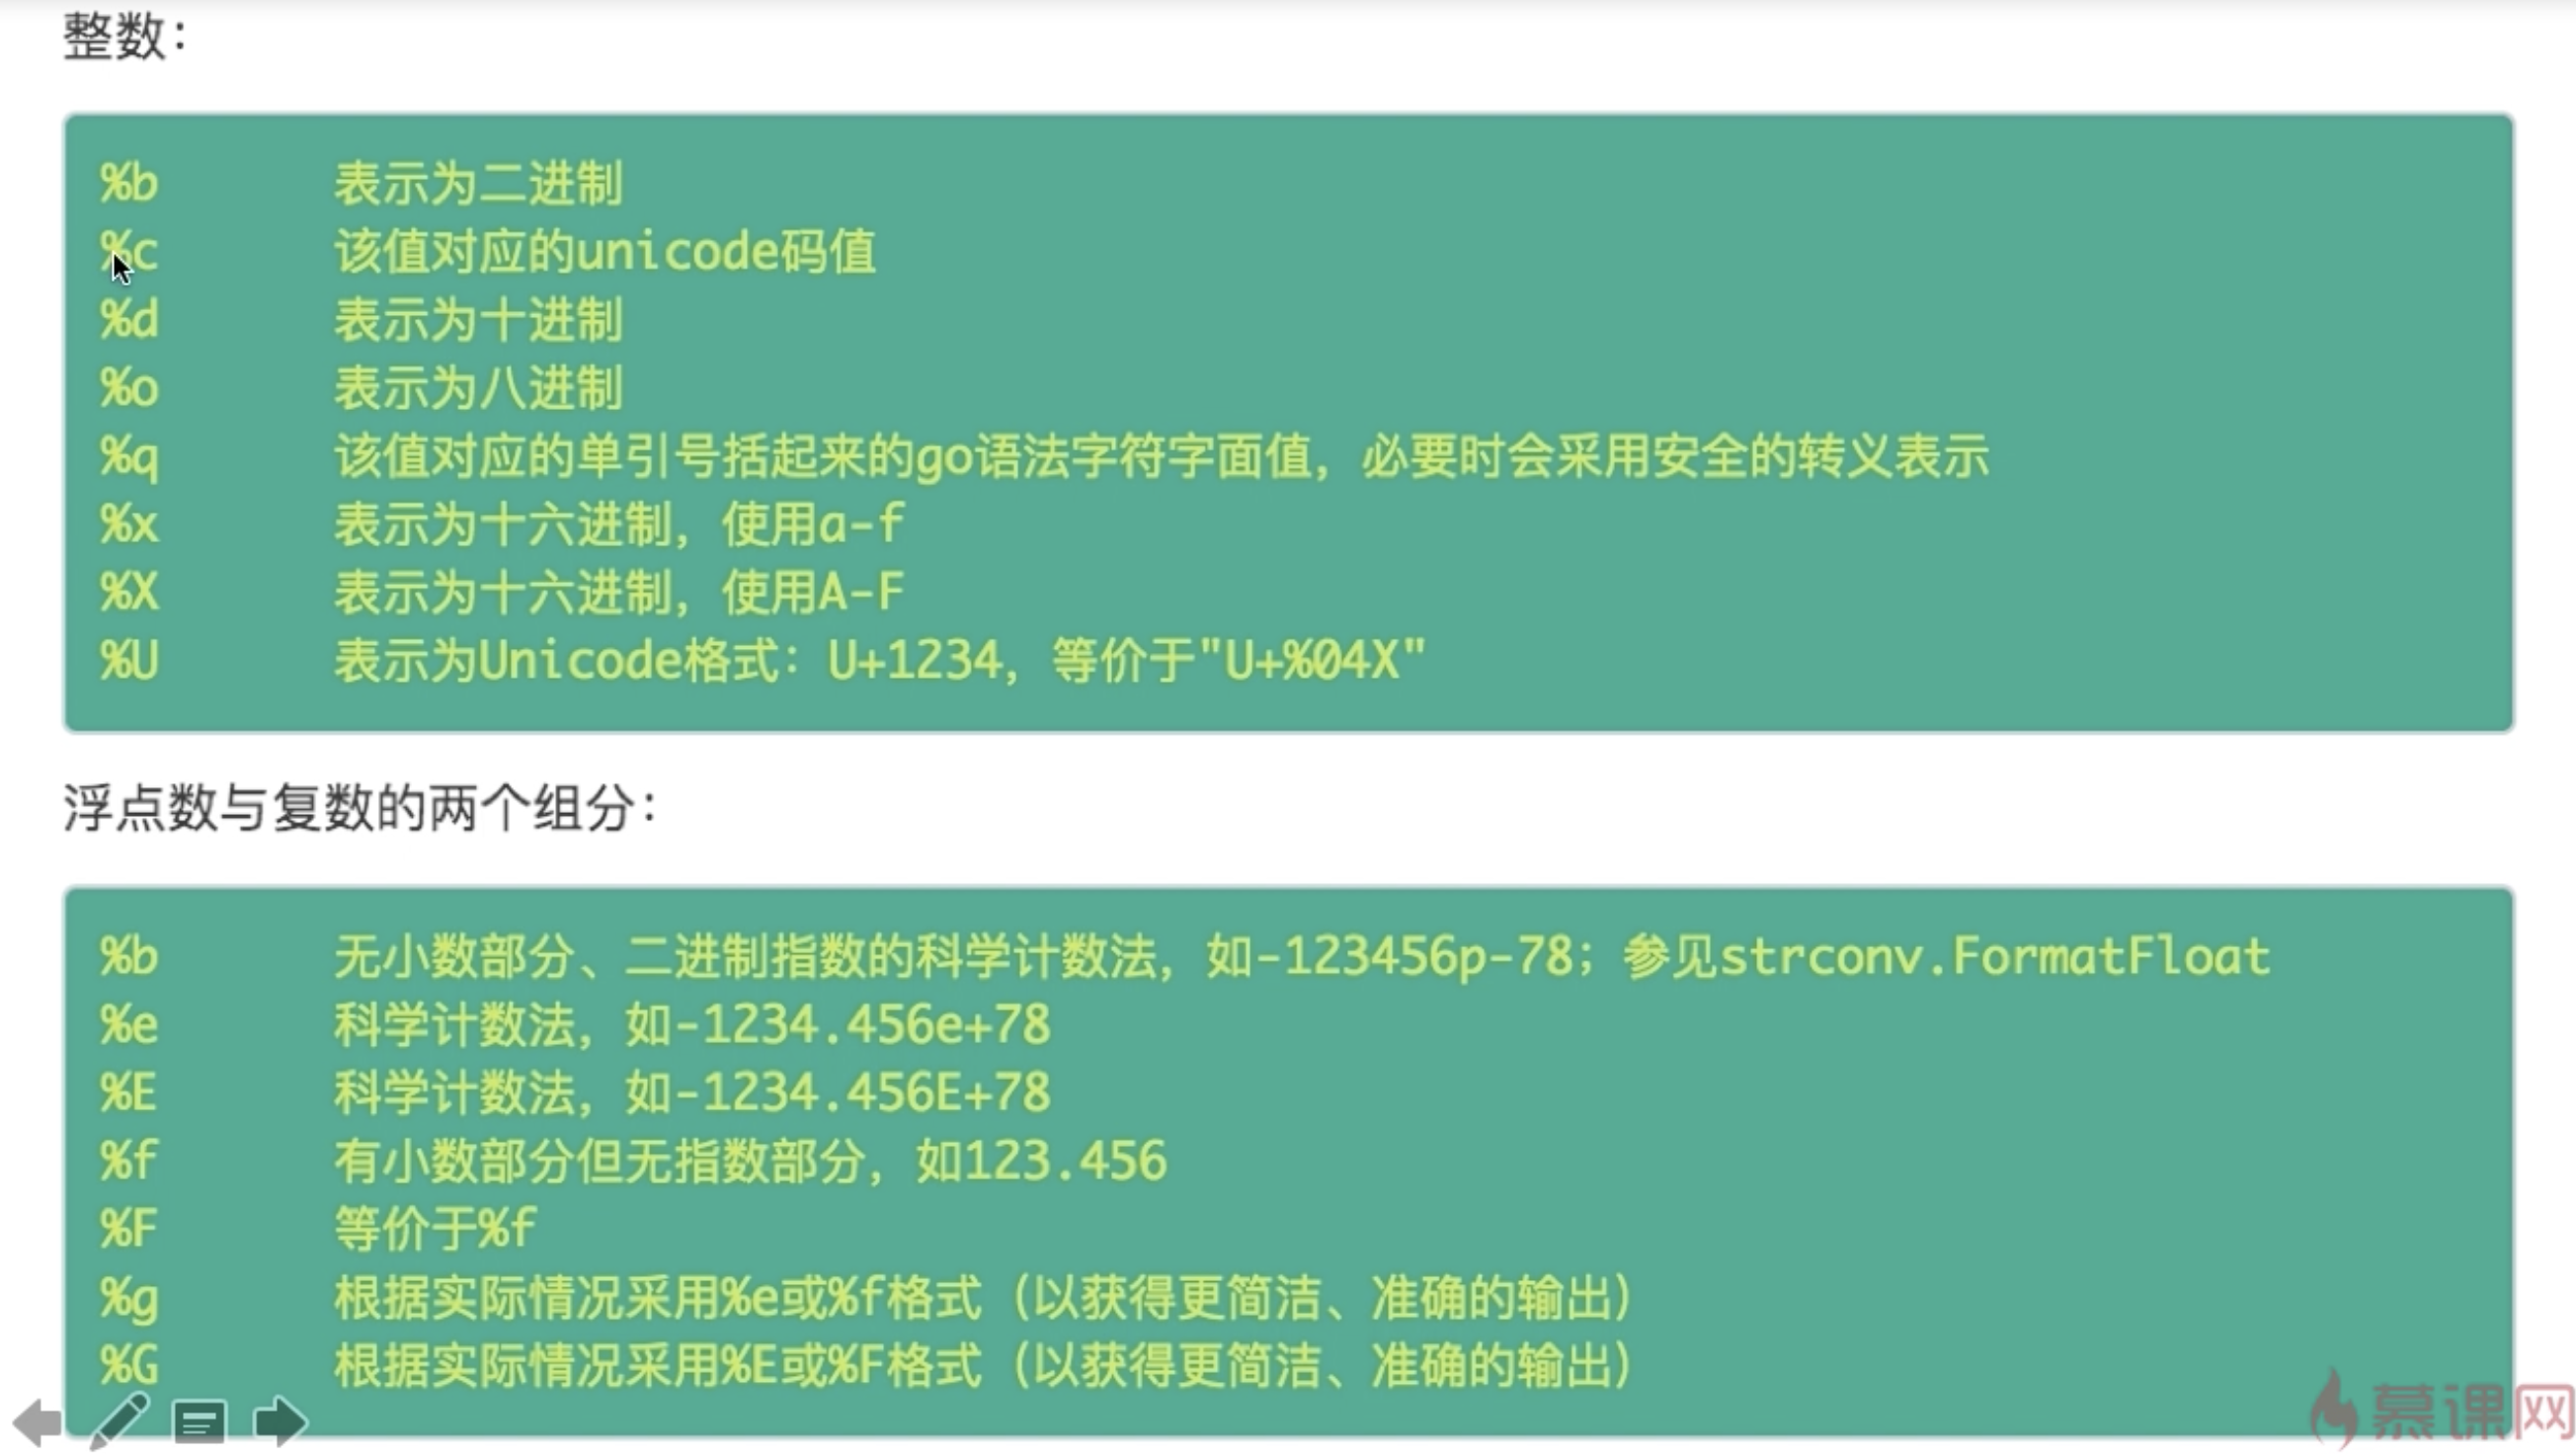 整数：
%b 表示为二进制
%c 该值对应的unicode码值
%d 表示为十进制
%o 表示为八进制
%q 该值对应的单引号括起来的go语法字符字面值，必要时会采用安全的转义表示
%x 表示为十六进制，使用a-f
%X 表示为十六进制，使用A-F
%U 表示为Unicode格式：U+1234，等价于"U+%04X"
浮点数与复数的两个组分：
%b 无小数部分、二进制指数的科学计数法，如-123456p-78；参见strconv.FormatFloat
%e 科学计数法，如-1234.456e+78
%E 科学计数法，如-1234.456E+78
%f 有小数部分但无指数部分，如123.456
%F 等价于%f
%g 根据实际情况采用%e或%f格式（以获得更简洁、准确的输出）
%G 根据实际情况采用%E或%F格式（以获得更简洁、准确的输出）
慕课网